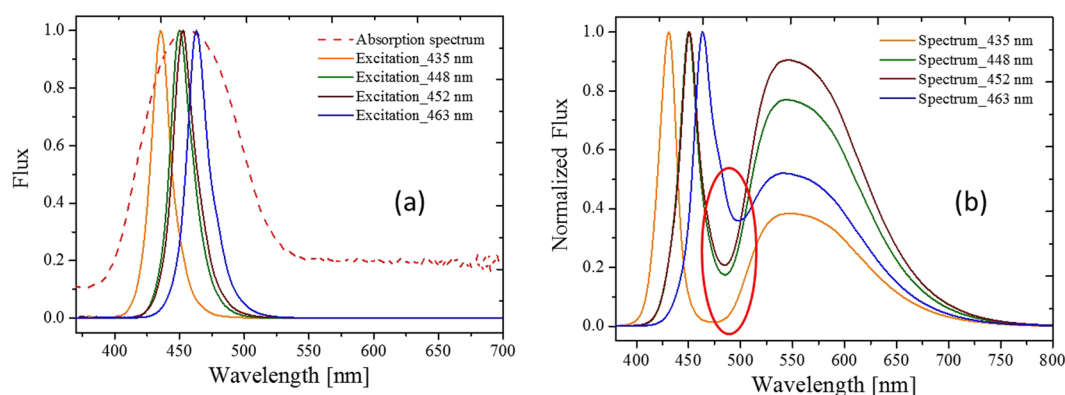 Flux
1.0
0.8
0.6
0.4
0.2
0.0
Absorption spectrum
Excitation_435 nm
Excitation_448 nm
Excitation_452 nm
Excitation_463 nm
(a)
400 450 500 550 600 650 700
Wavelength [nm]
Normalized Flux
1.0
0.8
0.6
0.4
0.2
0.0
Spectrum_435 nm
Spectrum_448 nm
Spectrum_452 nm
Spectrum_463 nm
(b)
400 450 500 550 600 650 700 750 800
Wavelength [nm]